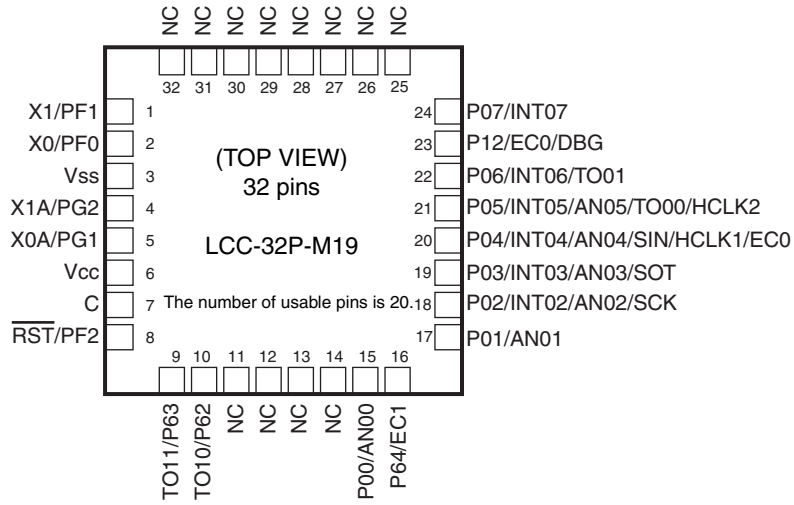 NC NC NC NC NC NC NC NC
32 31 30 29 28 27 26 25
X1/PF1 1
X0/PF0 2
Vss 3
X1A/PG2 4
X0A/PG1 5
Vcc 6
C 7
RST/PF2 8
(TOP VIEW)
32 pins
LCC-32P-M19
The number of usable pins is 20.
24 P07/INT07
23 P12/EC0/DBG
22 P06/INT06/TO01
21 P05/INT05/AN05/TO00/HCLK2
20 P04/INT04/AN04/SIN/HCLK1/EC0
19 P03/INT03/AN03/SOT
18 P02/INT02/AN02/SCK
17 P01/AN01
9 10 11 12 13 14 15 16
TO11/P63 TO10/P62 NC NC NC NC P00/AN00 P64/EC1